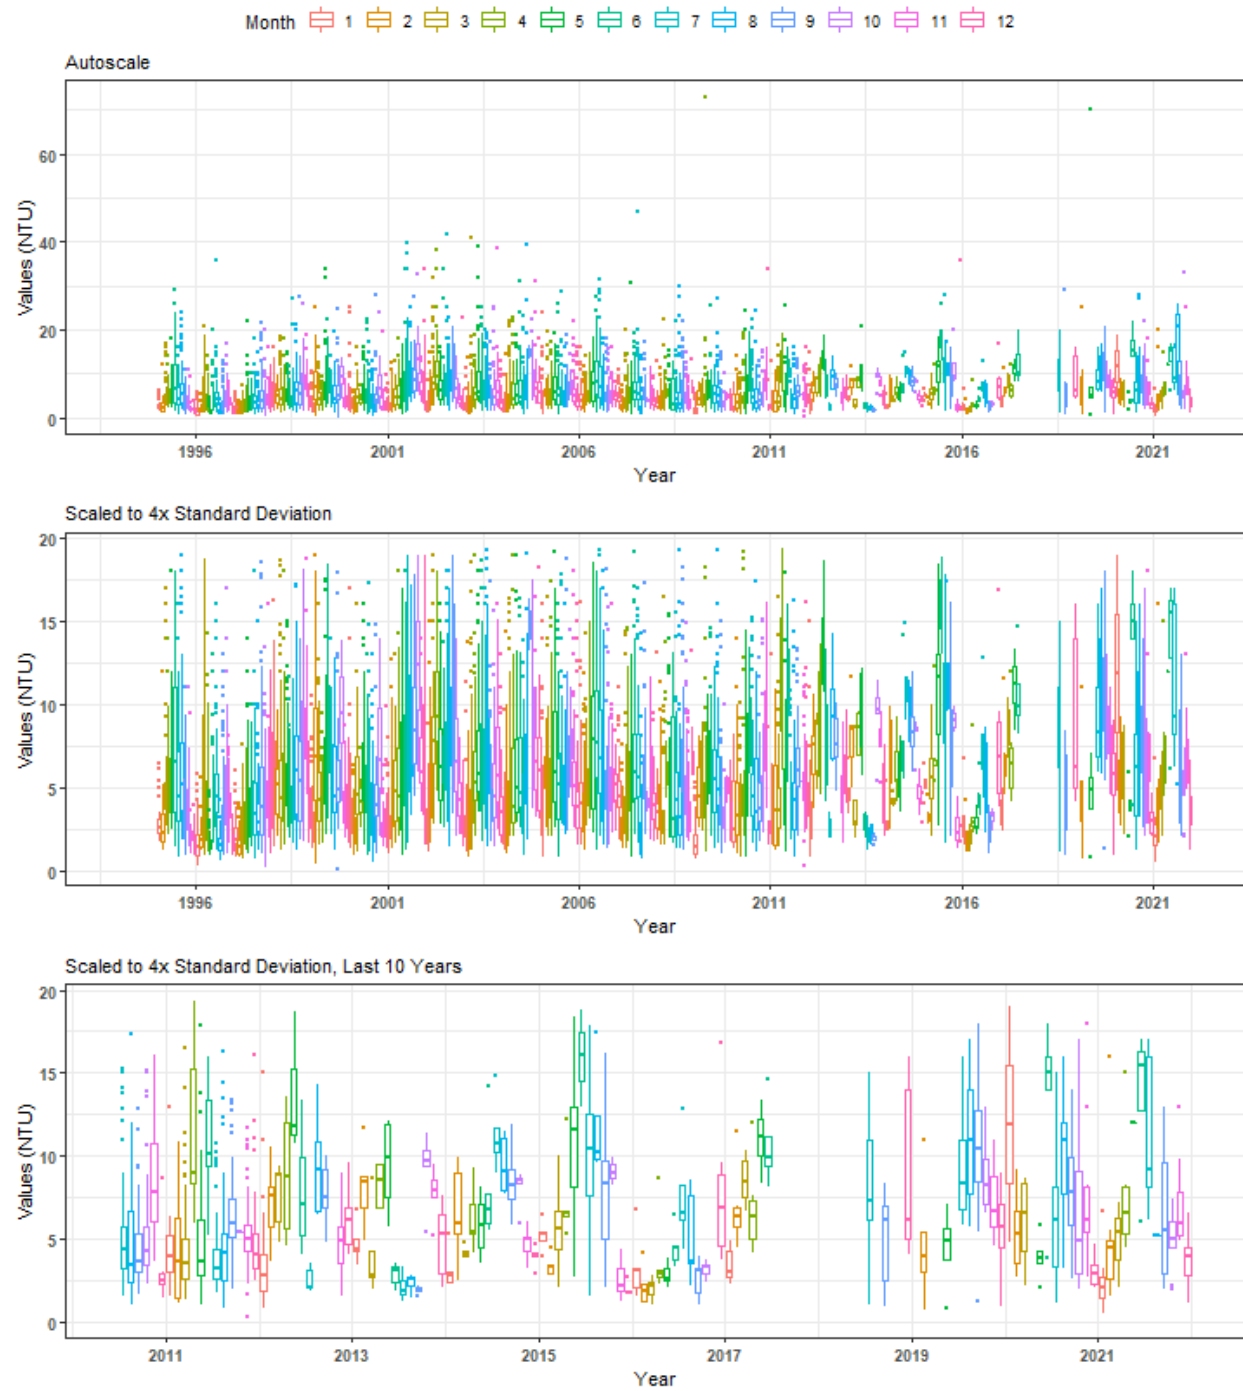 Month 1 2 3 4 5 6 7 8 9 10 11 12
Autoscale
60
40
20
0
Values (NTU)
1996 2001 2006 2011 2016 2021
Year
Scaled to 4x Standard Deviation
20
15
10
5
0
Values (NTU)
1996 2001 2006 2011 2016 2021
Year
Scaled to 4x Standard Deviation, Last 10 Years
20
15
10
5
0
Values (NTU)
2011 2013 2015 2017 2019 2021
Year